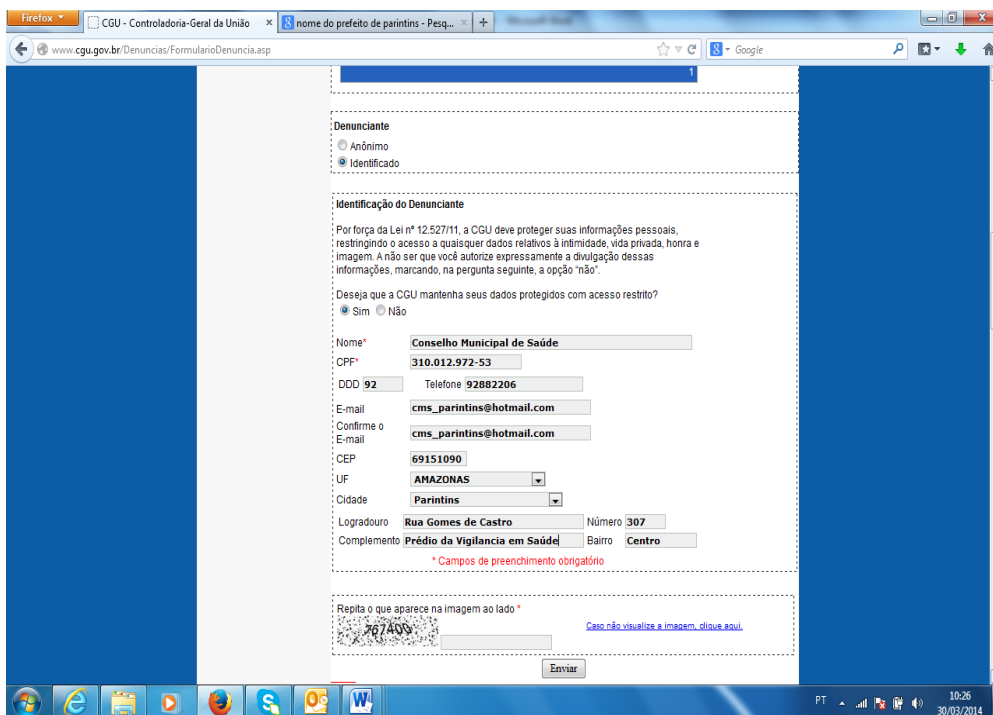 Firefox
CGU - Controladoria-Geral da União
nome do prefeito de parintins - Pesq...
www.cgu.gov.br/Denuncias/FormularioDenuncia.asp
Google
1
Denunciante
Anônimo
Identificado
Identificação do Denunciante
Por força da Lei nº 12.527/11, a CGU deve proteger suas informações pessoais,
restringindo o acesso a quaisquer dados relativos à intimidade, vida privada, honra e
imagem. A não ser que você autorize expressamente a divulgação dessas
informações, marcando, na pergunta seguinte, a opção “não”.
Deseja que a CGU mantenha seus dados protegidos com acesso restrito?
Sim Não
Nome* Conselho Municipal de Saúde
CPF* 310.012.972-53
DDD 92 Telefone 92882206
E-mail cms_parintins@hotmail.com
Confirme o
E-mail cms_parintins@hotmail.com
CEP 69151090
UF AMAZONAS
Cidade Parintins
Logradouro Rua Gomes de Castro Número 307
Complemento Prédio da Vigilancia em Saúde Bairro Centro
* Campos de preenchimento obrigatório
Repita o que aparece na imagem ao lado *
767400
Caso não visualize a imagem, clique aqui.
Enviar
PT
10:26
30/03/2014